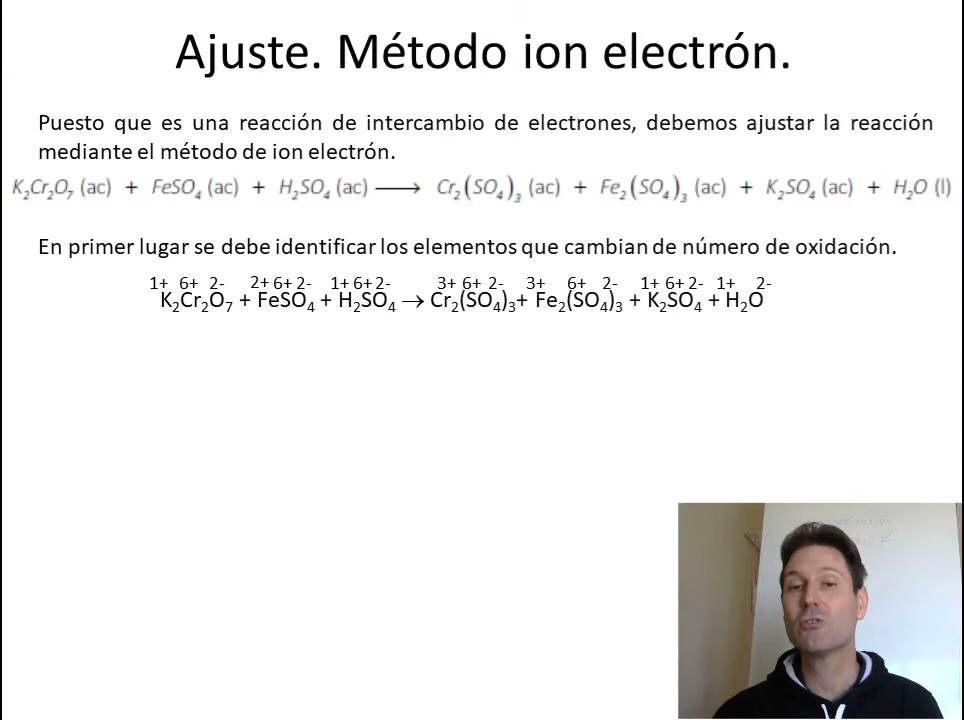 Ajuste. Método ion electrón.
Puesto que es una reacción de intercambio de electrones, debemos ajustar la reacción
mediante el método de ion electrón.
K₂Cr₂O₇ (ac) + FeSO₄ (ac) + H₂SO₄ (ac) ⟶ Cr₂(SO₄)₃ (ac) + Fe₂(SO₄)₃ (ac) + K₂SO₄ (ac) + H₂O (l)
En primer lugar se debe identificar los elementos que cambian de número de oxidación.
1+ 6+ 2- 2+ 6+ 2- 1+ 6+ 2- 3+ 6+ 2- 3+ 6+ 2- 1+ 6+ 2- 1+ 2-
K₂Cr₂O₇ + FeSO₄ + H₂SO₄ → Cr₂(SO₄)₃+ Fe₂(SO₄)₃ + K₂SO₄ + H₂O